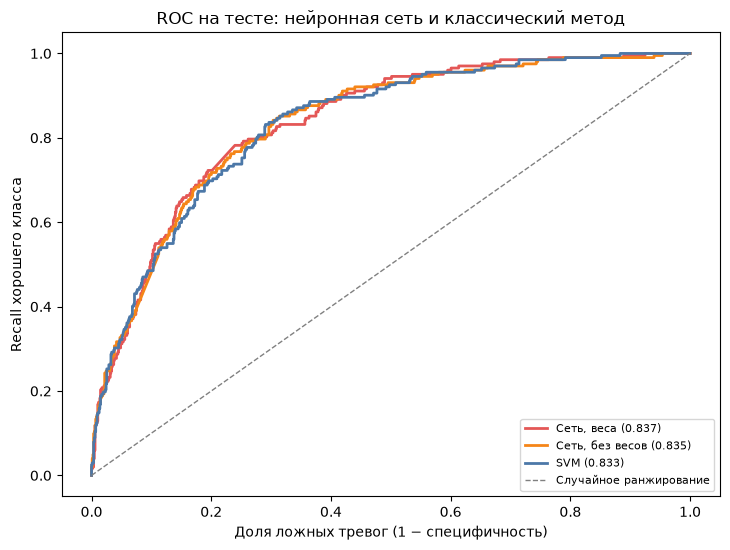 ROC на тесте: нейронная сеть и классический метод
Recall хорошего класса
1.0
0.8
0.6
0.4
0.2
0.0
0.0 0.2 0.4 0.6 0.8 1.0
Доля ложных тревог (1 − специфичность)
Сеть, веса (0.837)
Сеть, без весов (0.835)
SVM (0.833)
Случайное ранжирование